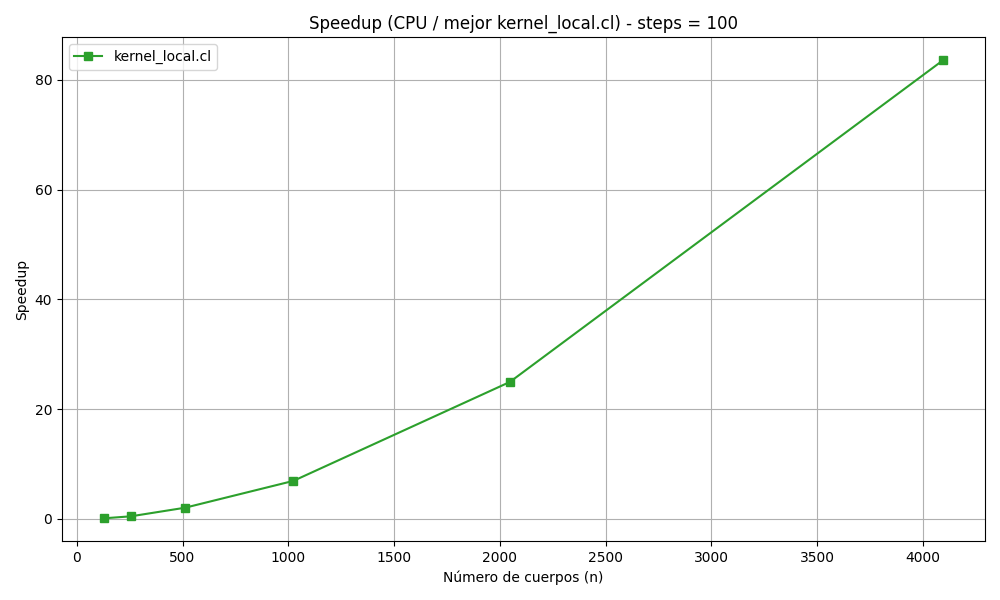 Speedup (CPU / mejor kernel_local.cl) - steps = 100
kernel_local.cl
Speedup
80
60
40
20
0
0 500 1000 1500 2000 2500 3000 3500 4000
Número de cuerpos (n)